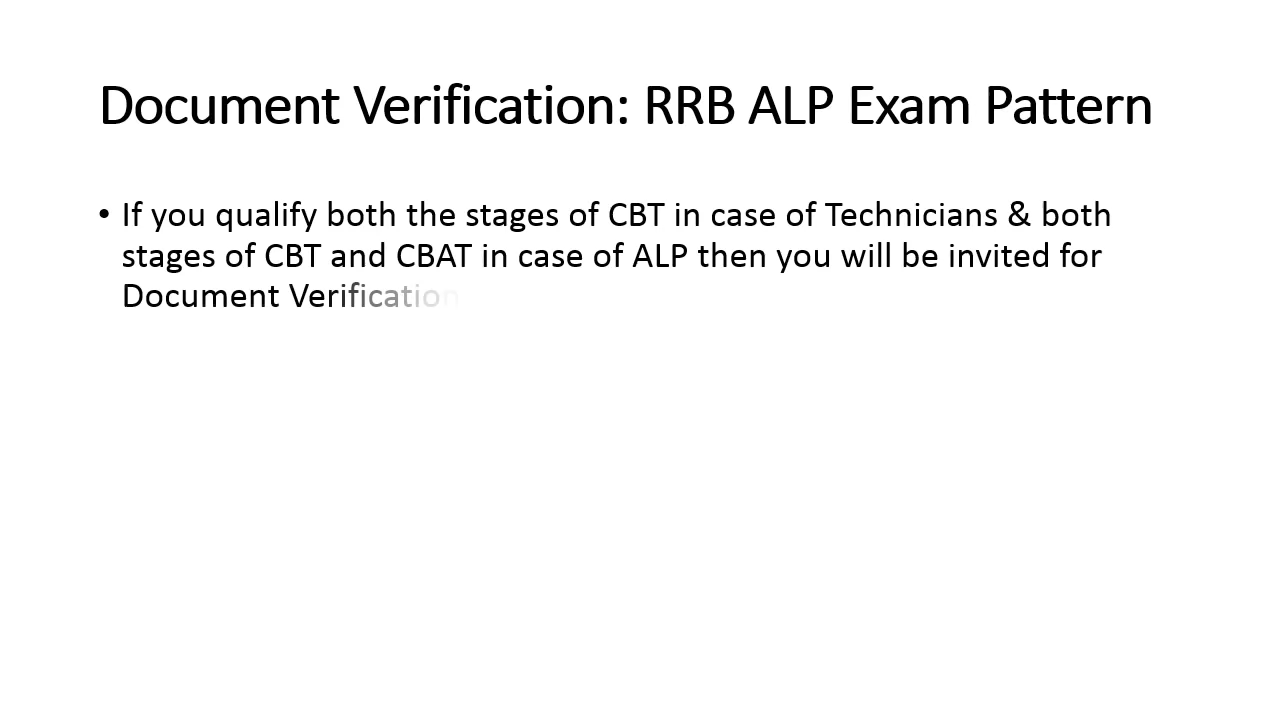 Document Verification: RRB ALP Exam Pattern
• If you qualify both the stages of CBT in case of Technicians & both
stages of CBT and CBAT in case of ALP then you will be invited for
Document Verification